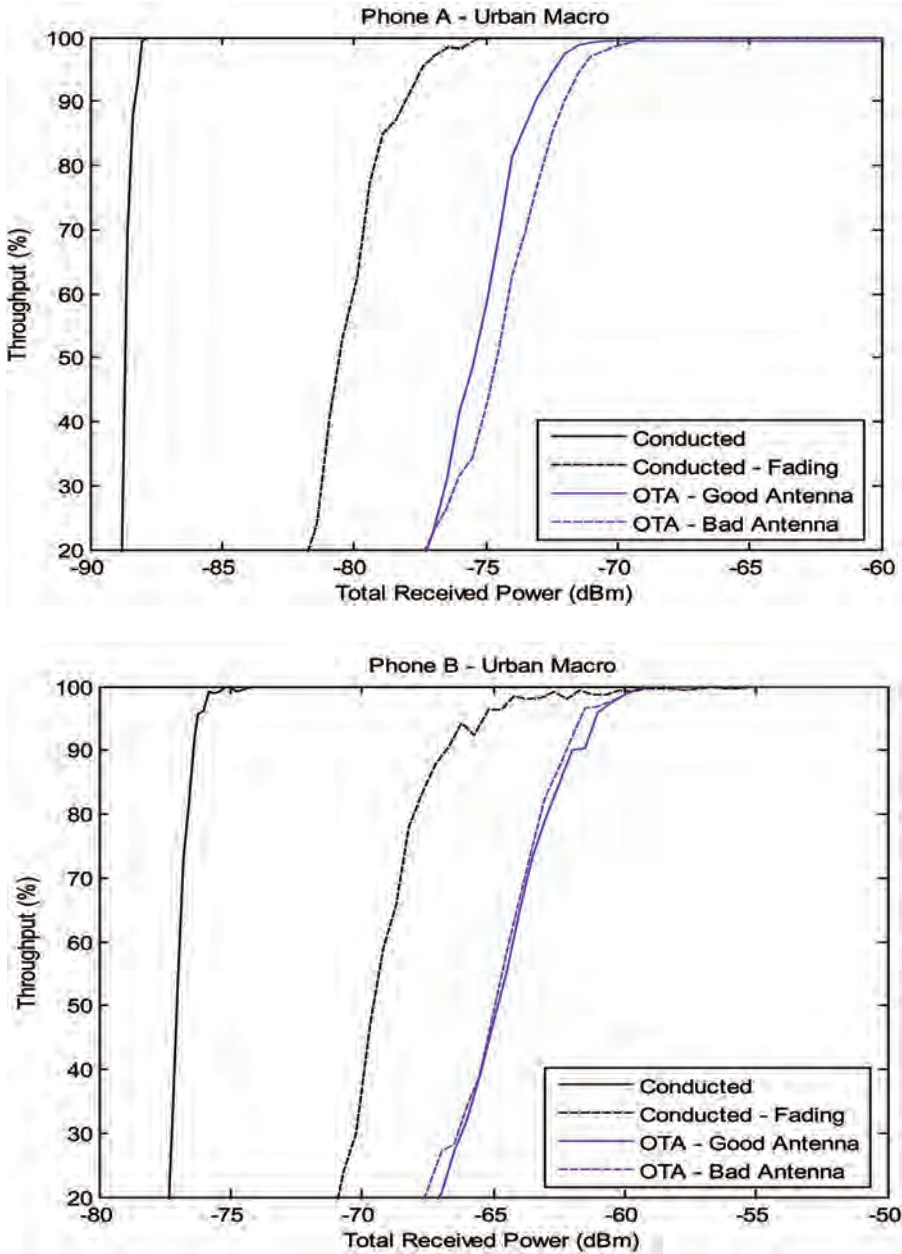 Phone A - Urban Macro
Throughput (%)
100
90
80
70
60
50
40
30
20
Conducted
Conducted - Fading
OTA - Good Antenna
OTA - Bad Antenna
-90 -85 -80 -75 -70 -65 -60
Total Received Power (dBm)
Phone B - Urban Macro
Throughput (%)
100
90
80
70
60
50
40
30
20
Conducted
Conducted - Fading
OTA - Good Antenna
OTA - Bad Antenna
-80 -75 -70 -65 -60 -55 -50
Total Received Power (dBm)